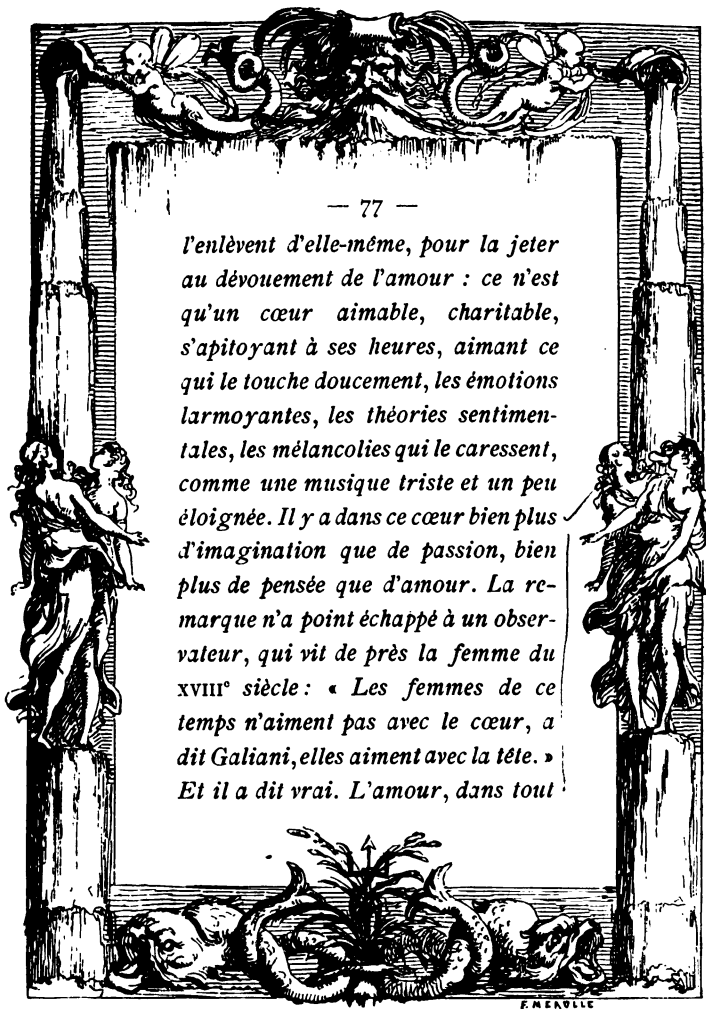 — 77 —
l'enlèvent d'elle-même, pour la jeter
au dévouement de l'amour : ce n'est
qu'un cœur aimable, charitable,
s'apitoyant à ses heures, aimant ce
qui le touche doucement, les émotions
larmoyantes, les théories sentimen-
tales, les mélancolies qui le caressent,
comme une musique triste et un peu
éloignée. Il y a dans ce cœur bien plus
d'imagination que de passion, bien
plus de pensée que d'amour. La re-
marque n'a point échappé à un obser-
vateur, qui vit de près la femme du
XVIIIe siècle : « Les femmes de ce
temps n'aiment pas avec le cœur, a
dit Galiani, elles aiment avec la tête. »
Et il a dit vrai. L'amour, dans tout